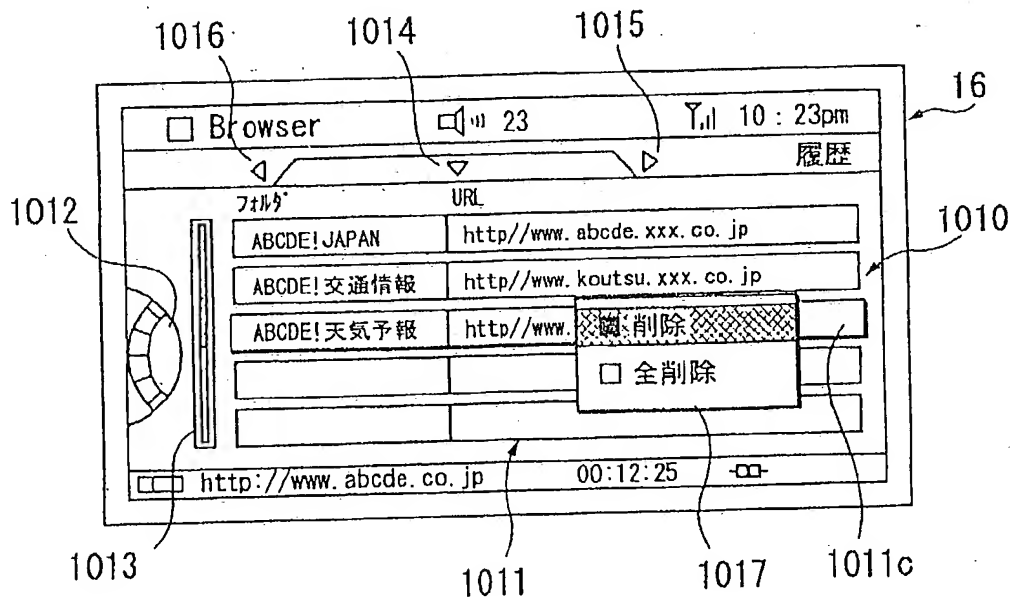 1016 1014 1015
16
Browser 23 10:23pm
履歴
1012
ﾌｫﾙﾀﾞ URL
1010
ABCDE!JAPAN http//www.abcde.xxx.co.jp
ABCDE!交通情報 http//www.koutsu.xxx.co.jp
ABCDE!天気予報 http//www.
削除
全削除
http://www.abcde.co.jp 00:12:25
1013 1011 1017 1011c